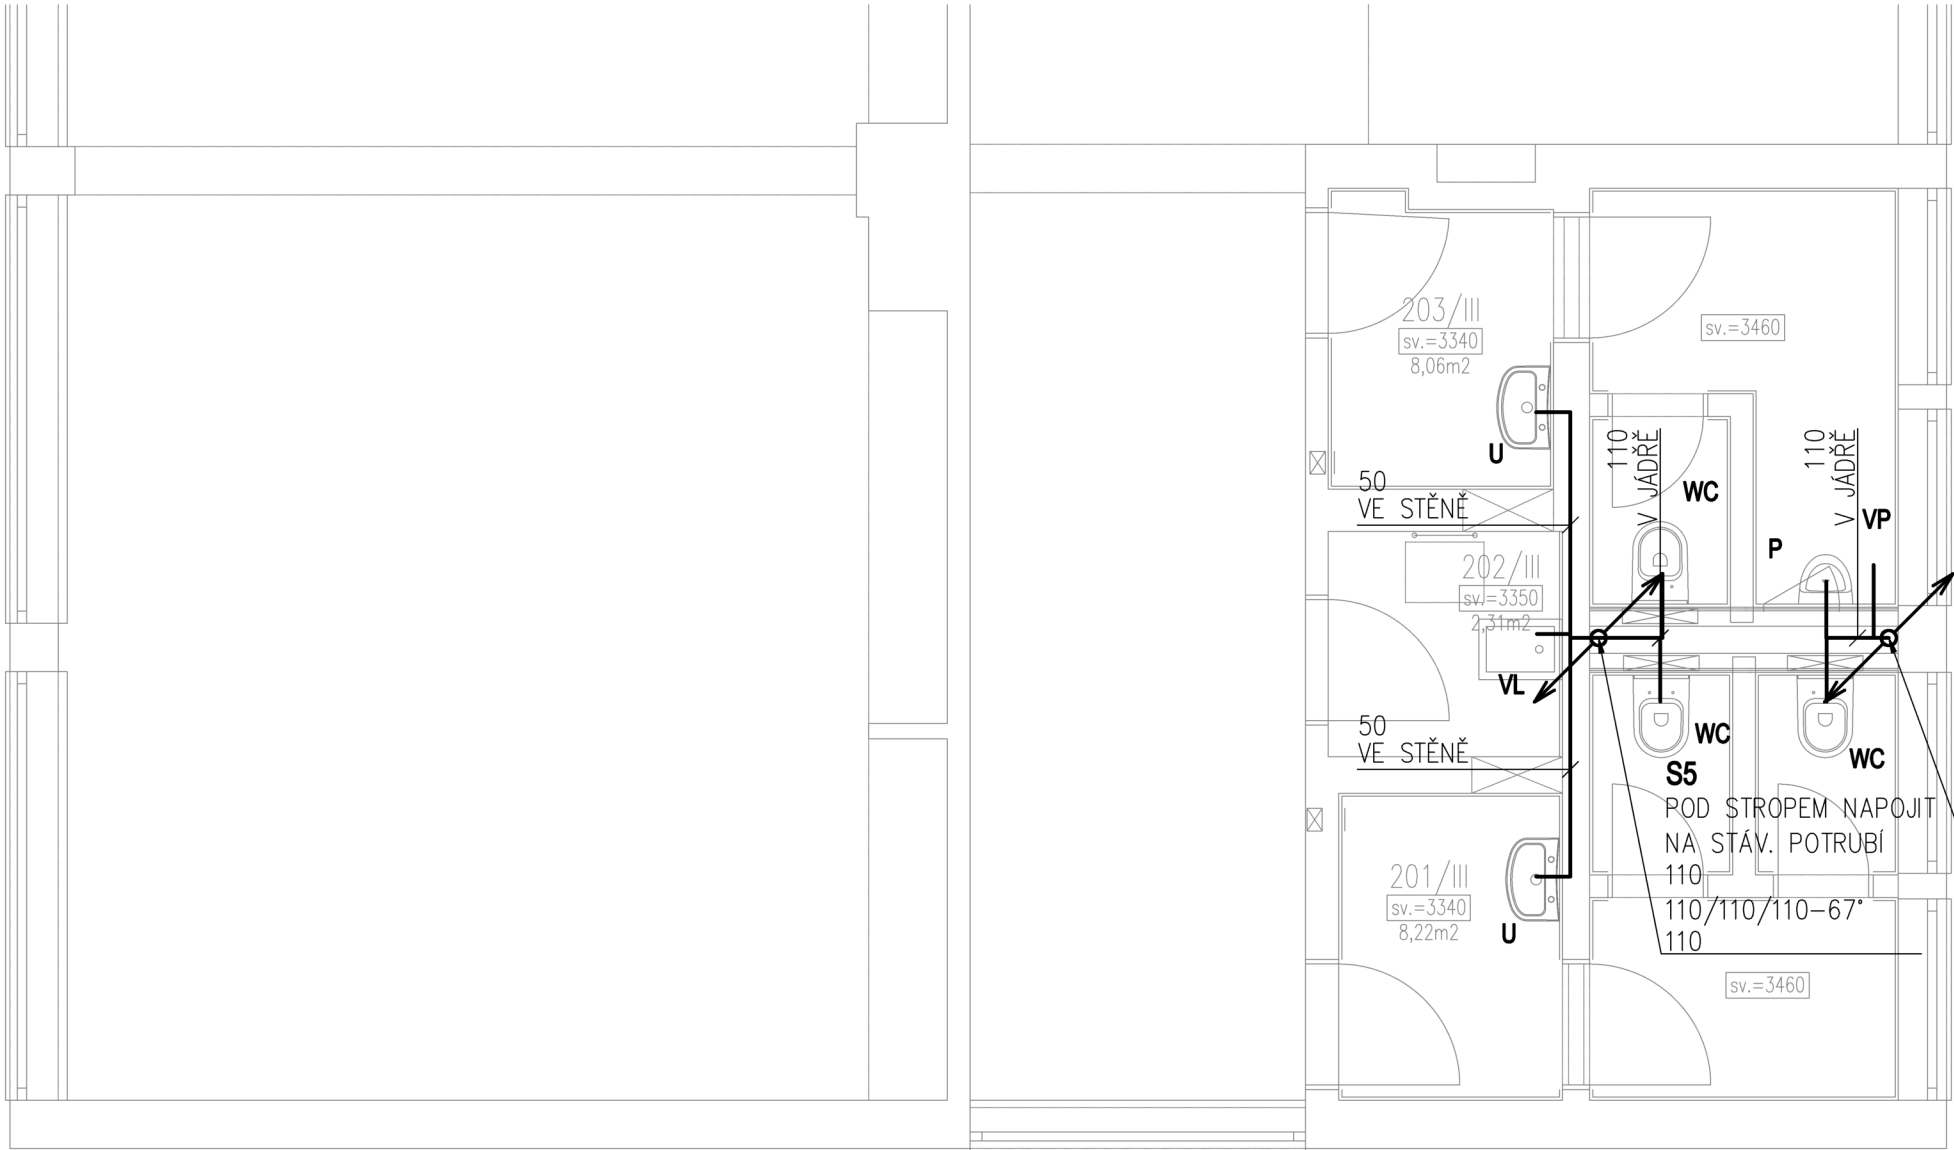 203/III
sv.=3340
8,06m2
sv.=3460
U
50
VE STĚNĚ
110
V JÁDŘE
WC
110
V JÁDŘE
VP
P
202/III
sv.=3350
2,31m2
VL
50
VE STĚNĚ
WC
WC
S5
POD STROPEM NAPOJIT
NA STÁV. POTRUBÍ
110
110/110/110-67°
110
201/III
sv.=3340
8,22m2
U
sv.=3460